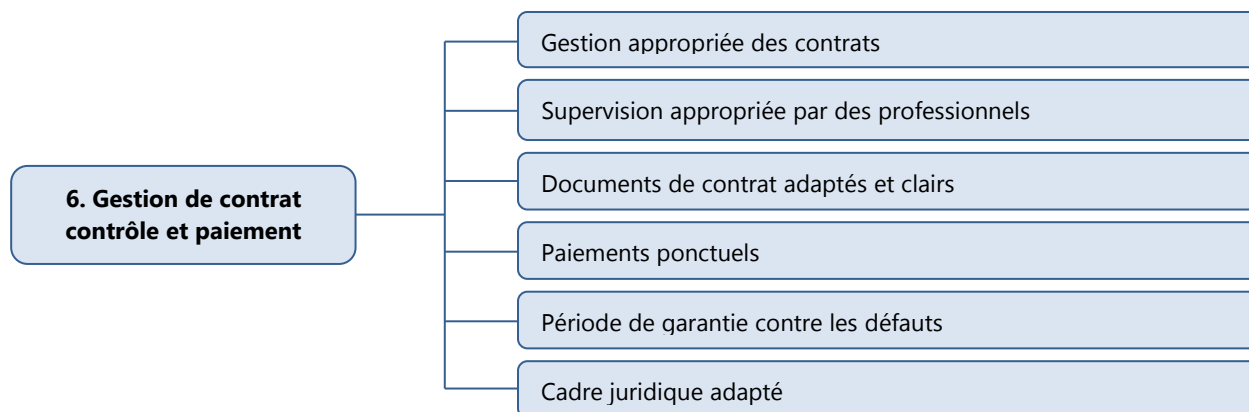 Gestion appropriée des contrats
Supervision appropriée par des professionnels
Documents de contrat adaptés et clairs
6. Gestion de contrat
contrôle et paiement
Paiements ponctuels
Période de garantie contre les défauts
Cadre juridique adapté